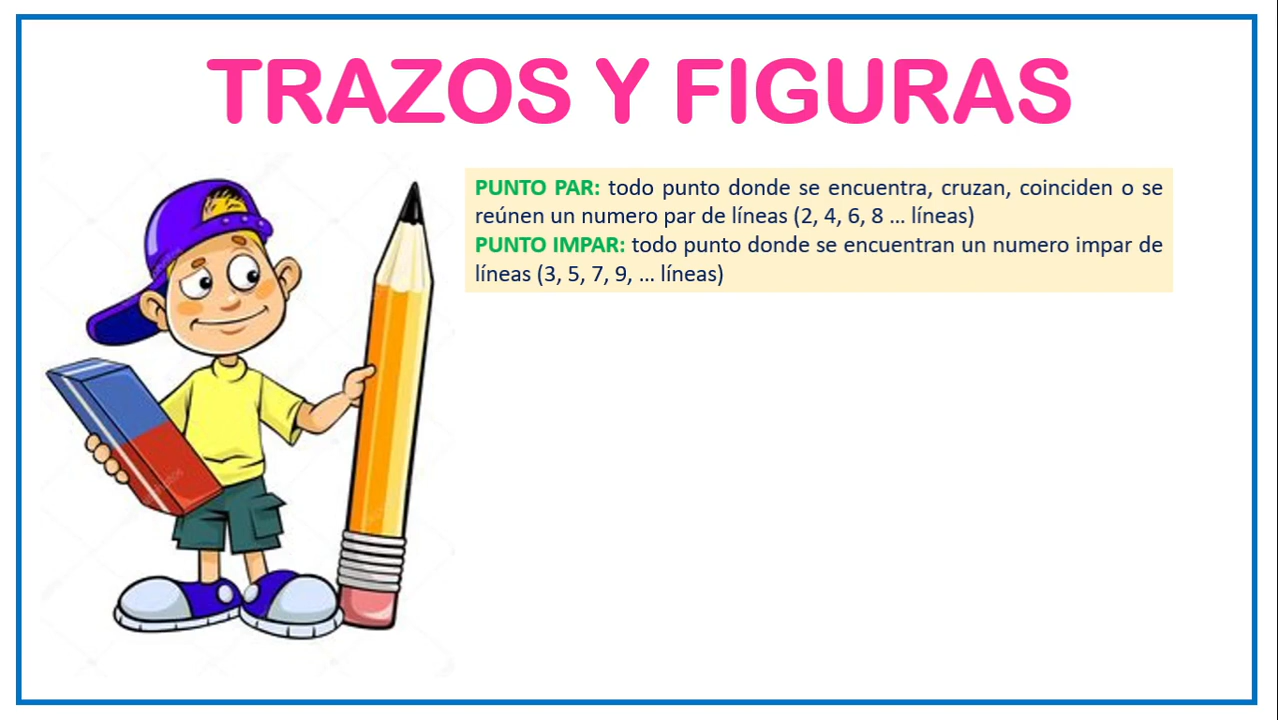 TRAZOS Y FIGURAS
PUNTO PAR: todo punto donde se encuentra, cruzan, coinciden o se
reúnen un numero par de líneas (2, 4, 6, 8 ... líneas)
PUNTO IMPAR: todo punto donde se encuentran un numero impar de
líneas (3, 5, 7, 9, ... líneas)